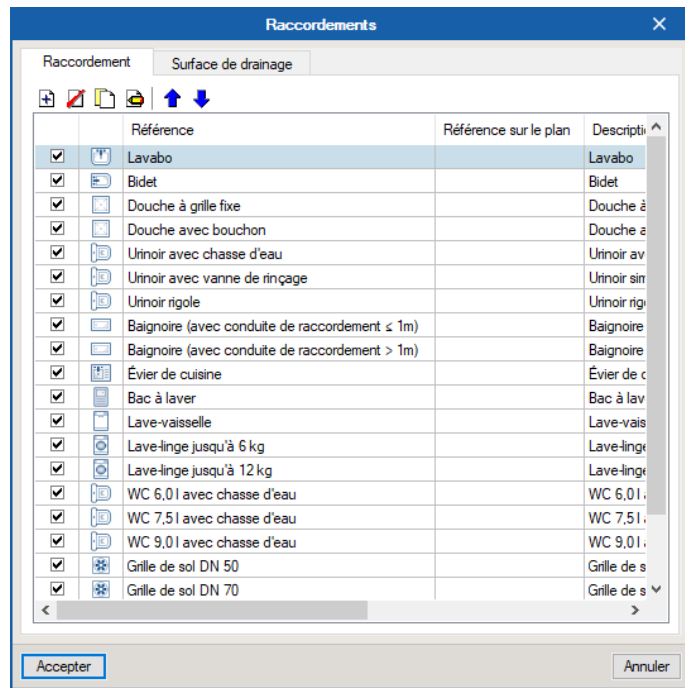 Raccordements
Raccordement Surface de drainage
Référence Référence sur le plan Descripti
Lavabo Lavabo
Bidet Bidet
Douche à grille fixe Douche à
Douche avec bouchon Douche a
Urinoir avec chasse d'eau Urinoir av
Urinoir avec vanne de rinçage Urinoir sim
Urinoir rigole Urinoir rig
Baignoire (avec conduite de raccordement ≤ 1m) Baignoire
Baignoire (avec conduite de raccordement > 1m) Baignoire
Évier de cuisine Évier de c
Bac à laver Bac à lav
Lave-vaisselle Lave-vais
Lave-linge jusqu'à 6 kg Lave-linge
Lave-linge jusqu'à 12 kg Lave-linge
WC 6,0 l avec chasse d'eau WC 6,0 l
WC 7,5 l avec chasse d'eau WC 7,5 l
WC 9,0 l avec chasse d'eau WC 9,0 l
Grille de sol DN 50 Grille de s
Grille de sol DN 70 Grille de s
Accepter Annuler